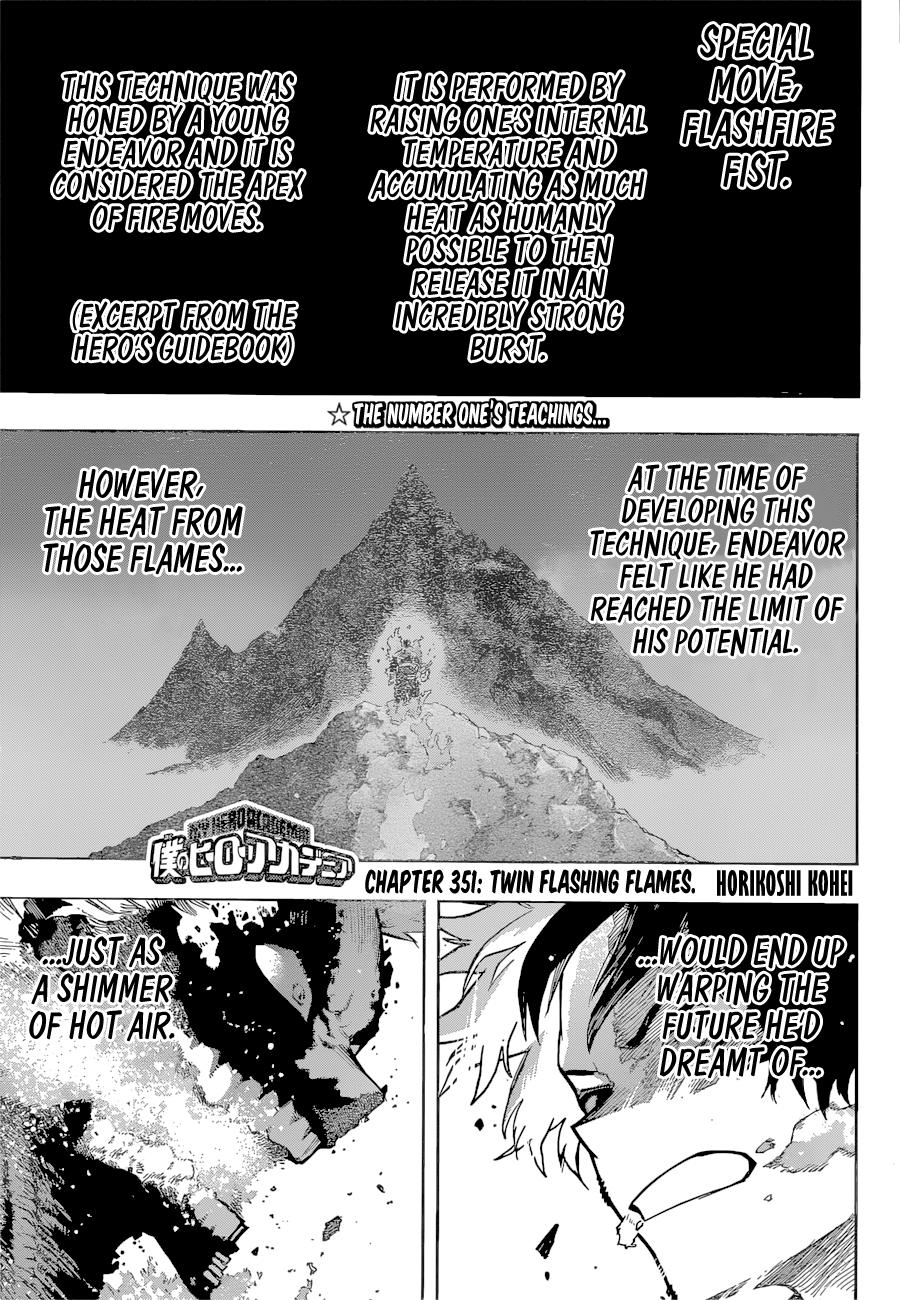 SPECIAL
MOVE,
FLASHFIRE
FIST.
IT IS PERFORMED BY
RAISING ONE'S INTERNAL
TEMPERATURE AND
ACCUMULATING AS MUCH
HEAT AS HUMANLY
POSSIBLE TO THEN
RELEASE IT IN AN
INCREDIBLY STRONG
BURST.
THIS TECHNIQUE WAS
HONED BY A YOUNG
ENDEAVOR AND IT IS
CONSIDERED THE APEX
OF FIRE MOVES.
(EXCERPT FROM THE
HERO'S GUIDEBOOK)
☆THE NUMBER ONE'S TEACHINGS...
AT THE TIME OF
DEVELOPING THIS
TECHNIQUE, ENDEAVOR
FELT LIKE HE HAD
REACHED THE LIMIT OF
HIS POTENTIAL.
HOWEVER,
THE HEAT FROM
THOSE FLAMES...
MY HERO ACADEMIA
僕のヒーローアカデミア
CHAPTER 351: TWIN FLASHING FLAMES. HORIKOSHI KOHEI
...WOULD END UP
WARPING THE
FUTURE HE'D
DREAMT OF...
...JUST AS
A SHIMMER
OF HOT AIR.